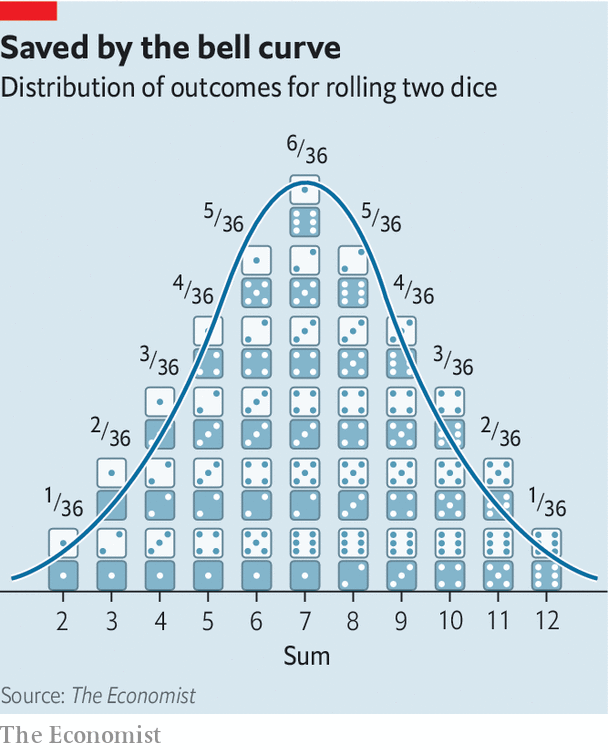 Saved by the bell curve
Distribution of outcomes for rolling two dice
6/36
5/36
5/36
4/36
4/36
3/36
3/36
2/36
2/36
1/36
1/36
2 3 4 5 6 7 8 9 10 11 12
Sum
Source: The Economist
The Economist